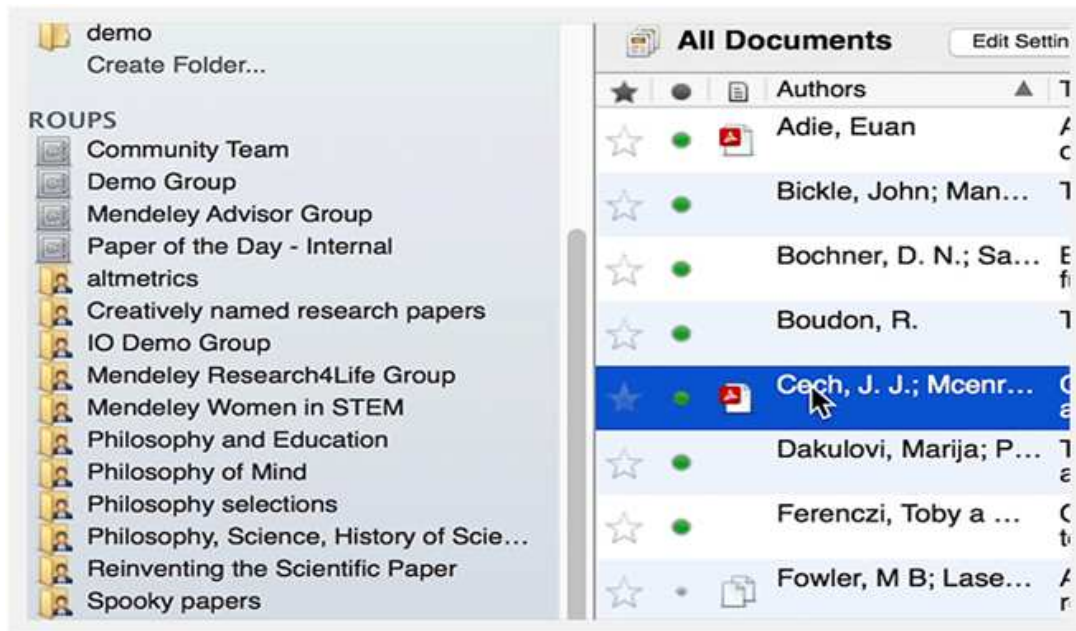 demo
Create Folder...
ROUPS
Community Team
Demo Group
Mendeley Advisor Group
Paper of the Day - Internal
altmetrics
Creatively named research papers
IO Demo Group
Mendeley Research4Life Group
Mendeley Women in STEM
Philosophy and Education
Philosophy of Mind
Philosophy selections
Philosophy, Science, History of Scie...
Reinventing the Scientific Paper
Spooky papers
All Documents
Edit Settin
Authors
Adie, Euan
Bickle, John; Man...
Bochner, D. N.; Sa...
Boudon, R.
Cech, J. J.; Mcenr...
Dakulovi, Marija; P...
Ferenczi, Toby a ...
Fowler, M B; Lase...